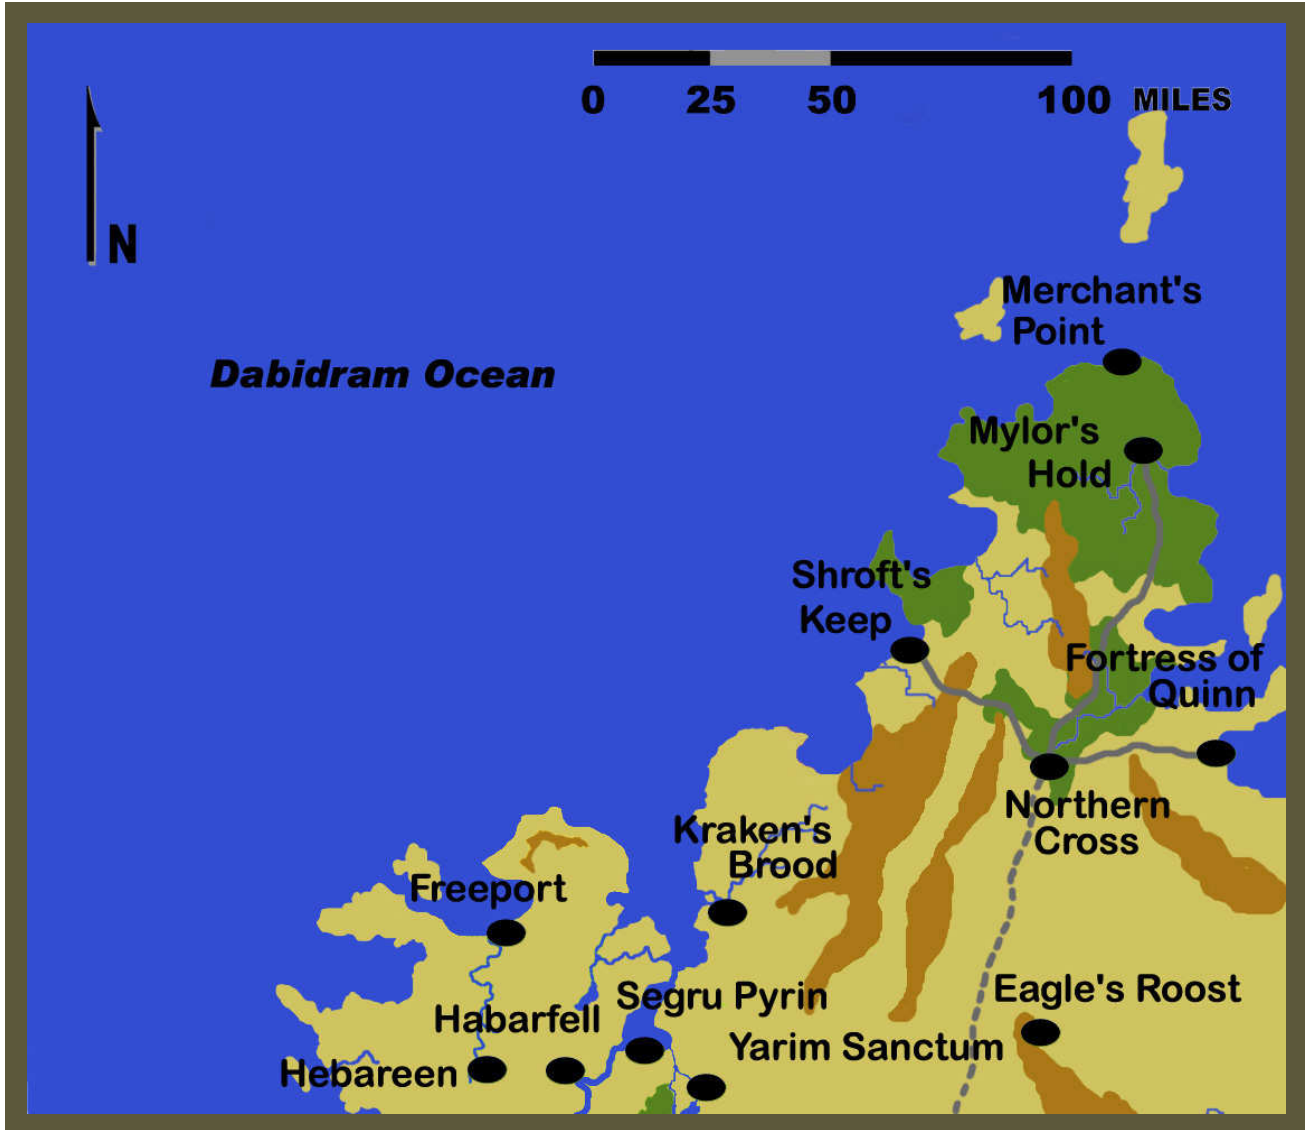 0 25 50 100 MILES
N
Merchant's
Point
Dabidram Ocean
Mylor's
Hold
Shroft's
Keep
Fortress of
Quinn
Northern
Cross
Kraken's
Brood
Freeport
Eagle's Roost
Segru Pyrin
Habarfell
Yarim Sanctum
Hebareen